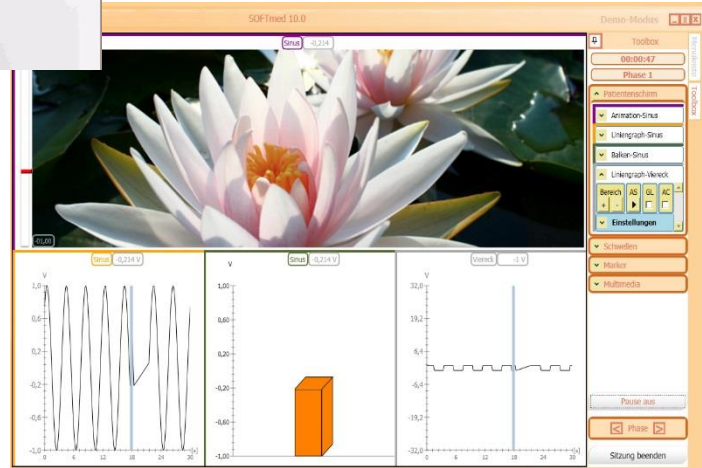 SOFTmed 10.0
Demo-Modus
Sinus -0,214
Toolbox
00:00:47
Phase 1
Patientenschirm
Animation-Sinus
Liniengraph-Sinus
Balken-Sinus
Liniengraph-Viereck
Bereich AS GL AC
+ -
Einstellungen
Schwellen
Marker
Multimedia
Pause aus
< Phase >
Sitzung beenden
Menüleiste
Toolbox
-01,00
Sinus -0,214 V
V
1,0
0,6
0,2
-0,2
-0,6
-1,0
0 6 12 18 24 30 [s]
Sinus -0,214 V
V
1,00
0,60
0,20
-0,20
-0,60
-1,00
Viereck -1 V
V
32,0
19,2
6,4
-6,4
-19,2
-32,0
0 6 12 18 24 30 [s]